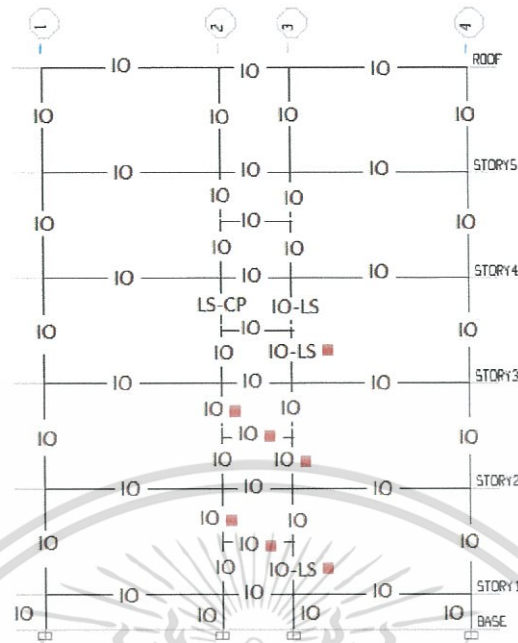 1 2 3 4
IO IO IO ROOF
IO IO IO IO
IO IO IO STORY5
IO IO IO IO
IO
IO IO
IO IO IO STORY4
LS-CP IO-LS
IO IO IO
IO IO-LS
IO IO IO STORY3
IO IO
IO IO IO
IO IO
IO IO IO STORY2
IO IO
IO IO IO
IO IO-LS
IO IO IO STORY1
IO IO IO IO BASE